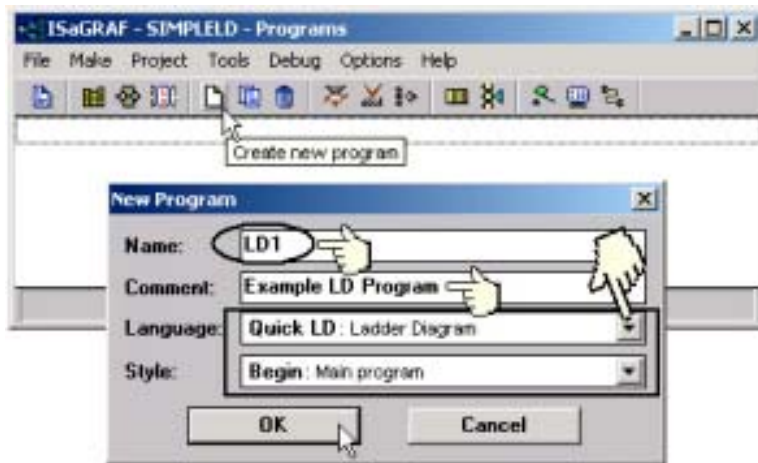 ISaGRAF - SIMPLELD - Programs
File Make Project Tools Debug Options Help
Create new program
New Program
Name: LD1
Comment: Example LD Program
Language: Quick LD : Ladder Diagram
Style: Begin : Main program
OK Cancel